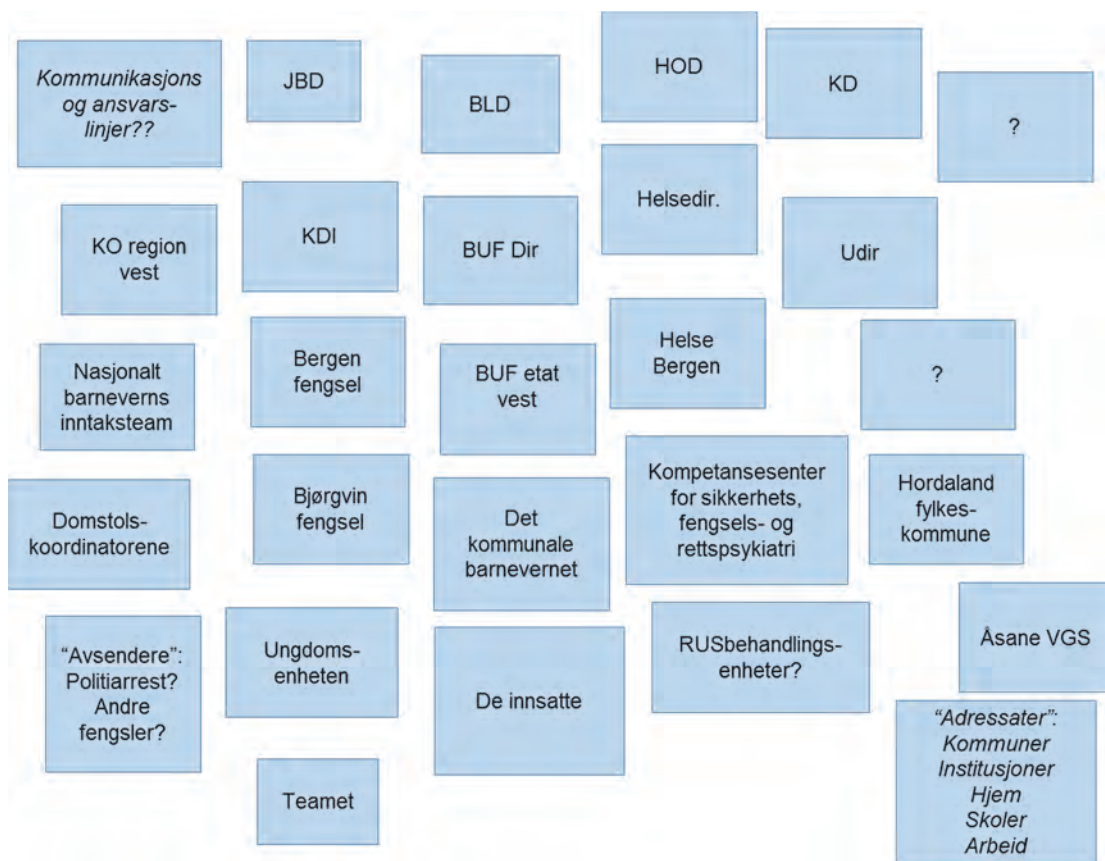 Kommunikasjons
og ansvars-
linjer??
JBD
BLD
HOD
KD
?
KO region
vest
KDI
BUF Dir
Helsedir.
Udir
Nasjonalt
barneverns
inntaksteam
Bergen
fengsel
BUF etat
vest
Helse
Bergen
?
Domstols-
koordinatorene
Bjørgvin
fengsel
Det
kommunale
barnevernet
Kompetansesenter
for sikkerhets,
fengsels- og
rettspsykiatri
Hordaland
fylkes-
kommune
“Avsendere”:
Politiarrest?
Andre
fengsler?
Ungdoms-
enheten
De innsatte
RUSbehandlings-
enheter?
Åsane VGS
Teamet
“Adressater”:
Kommuner
Institusjoner
Hjem
Skoler
Arbeid